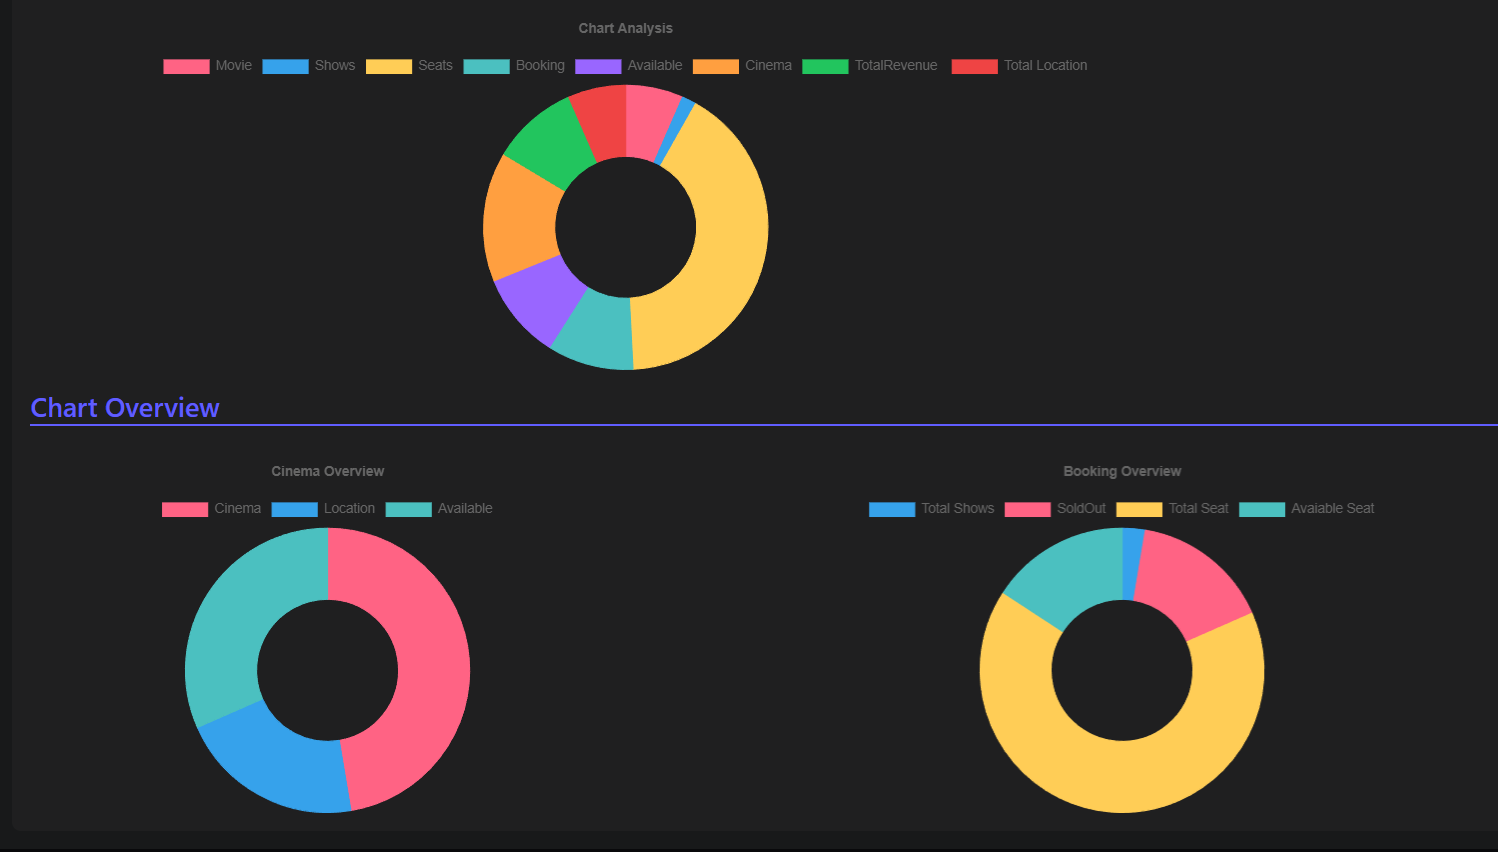 Chart Analysis
Movie Shows Seats Booking Available Cinema TotalRevenue Total Location
Chart Overview
Cinema Overview
Cinema Location Available
Booking Overview
Total Shows SoldOut Total Seat Avaiable Seat